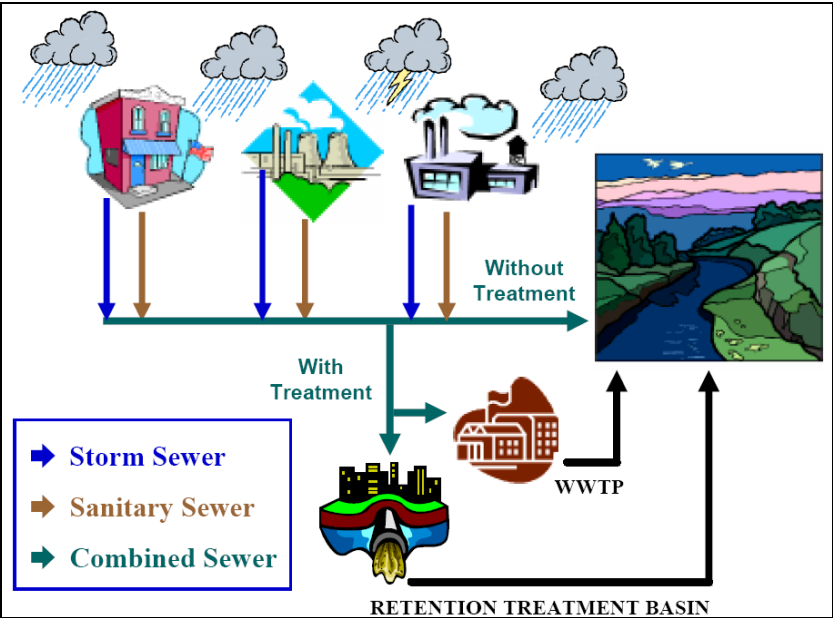 Without
Treatment
With
Treatment
Storm Sewer
Sanitary Sewer
Combined Sewer
WWTP
RETENTION TREATMENT BASIN